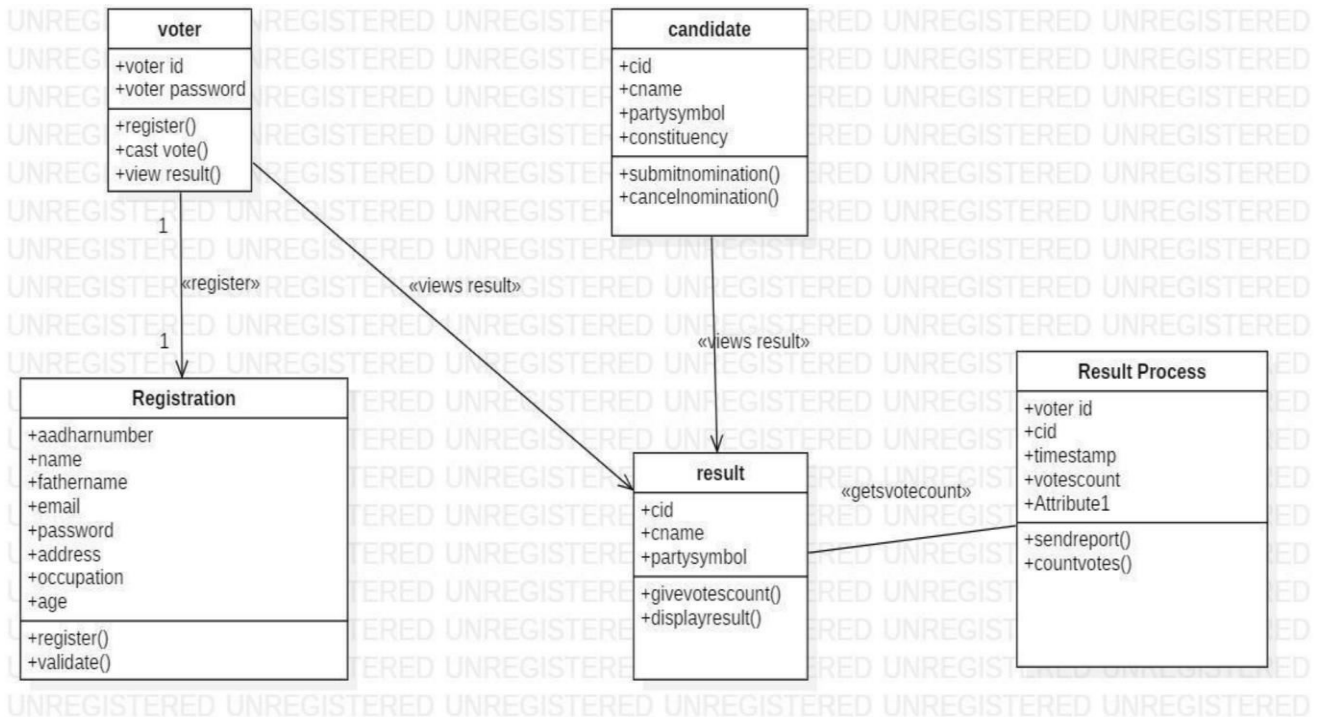 voter
+voter id
+voter password
+register()
+cast vote()
+view result()
candidate
+cid
+cname
+partysymbol
+constituency
+submitnomination()
+cancelnomination()
1
«register»
1
«views result»
«views result»
Registration
+aadharnumber
+name
+fathername
+email
+password
+address
+occupation
+age
+register()
+validate()
result
+cid
+cname
+partysymbol
+givevotescount()
+displayresult()
«getsvotecount»
Result Process
+voter id
+cid
+timestamp
+votescount
+Attribute1
+sendreport()
+countvotes()
UNREGISTERED